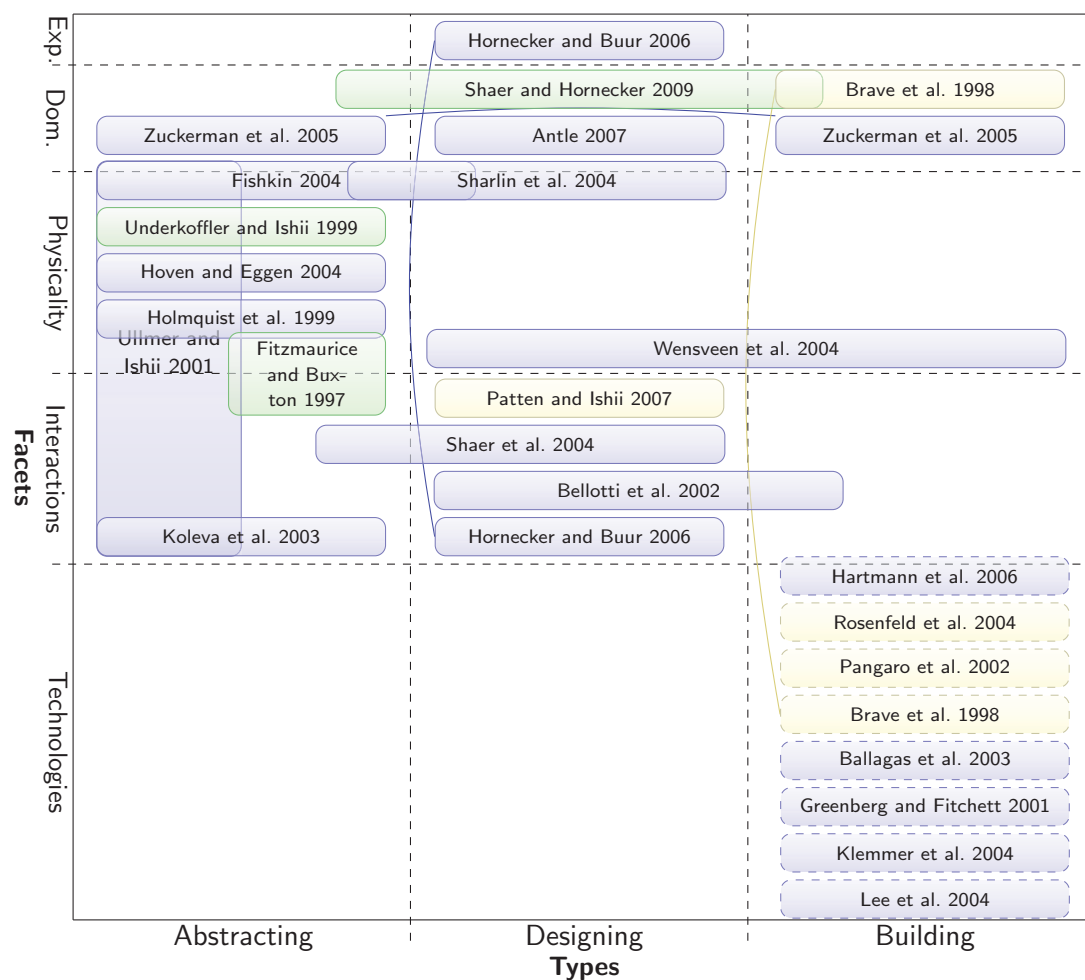 Exp.
Hornecker and Buur 2006
Dom.
Shaer and Hornecker 2009
Brave et al. 1998
Zuckerman et al. 2005
Antle 2007
Zuckerman et al. 2005
Physicality
Fishkin 2004
Sharlin et al. 2004
Underkoffler and Ishii 1999
Hoven and Eggen 2004
Holmquist et al. 1999
Ullmer and
Ishii 2001
Fitzmaurice
and Bux-
ton 1997
Wensveen et al. 2004
Facets
Interactions
Patten and Ishii 2007
Shaer et al. 2004
Bellotti et al. 2002
Koleva et al. 2003
Hornecker and Buur 2006
Technologies
Hartmann et al. 2006
Rosenfeld et al. 2004
Pangaro et al. 2002
Brave et al. 1998
Ballagas et al. 2003
Greenberg and Fitchett 2001
Klemmer et al. 2004
Lee et al. 2004
Abstracting
Designing
Building
Types